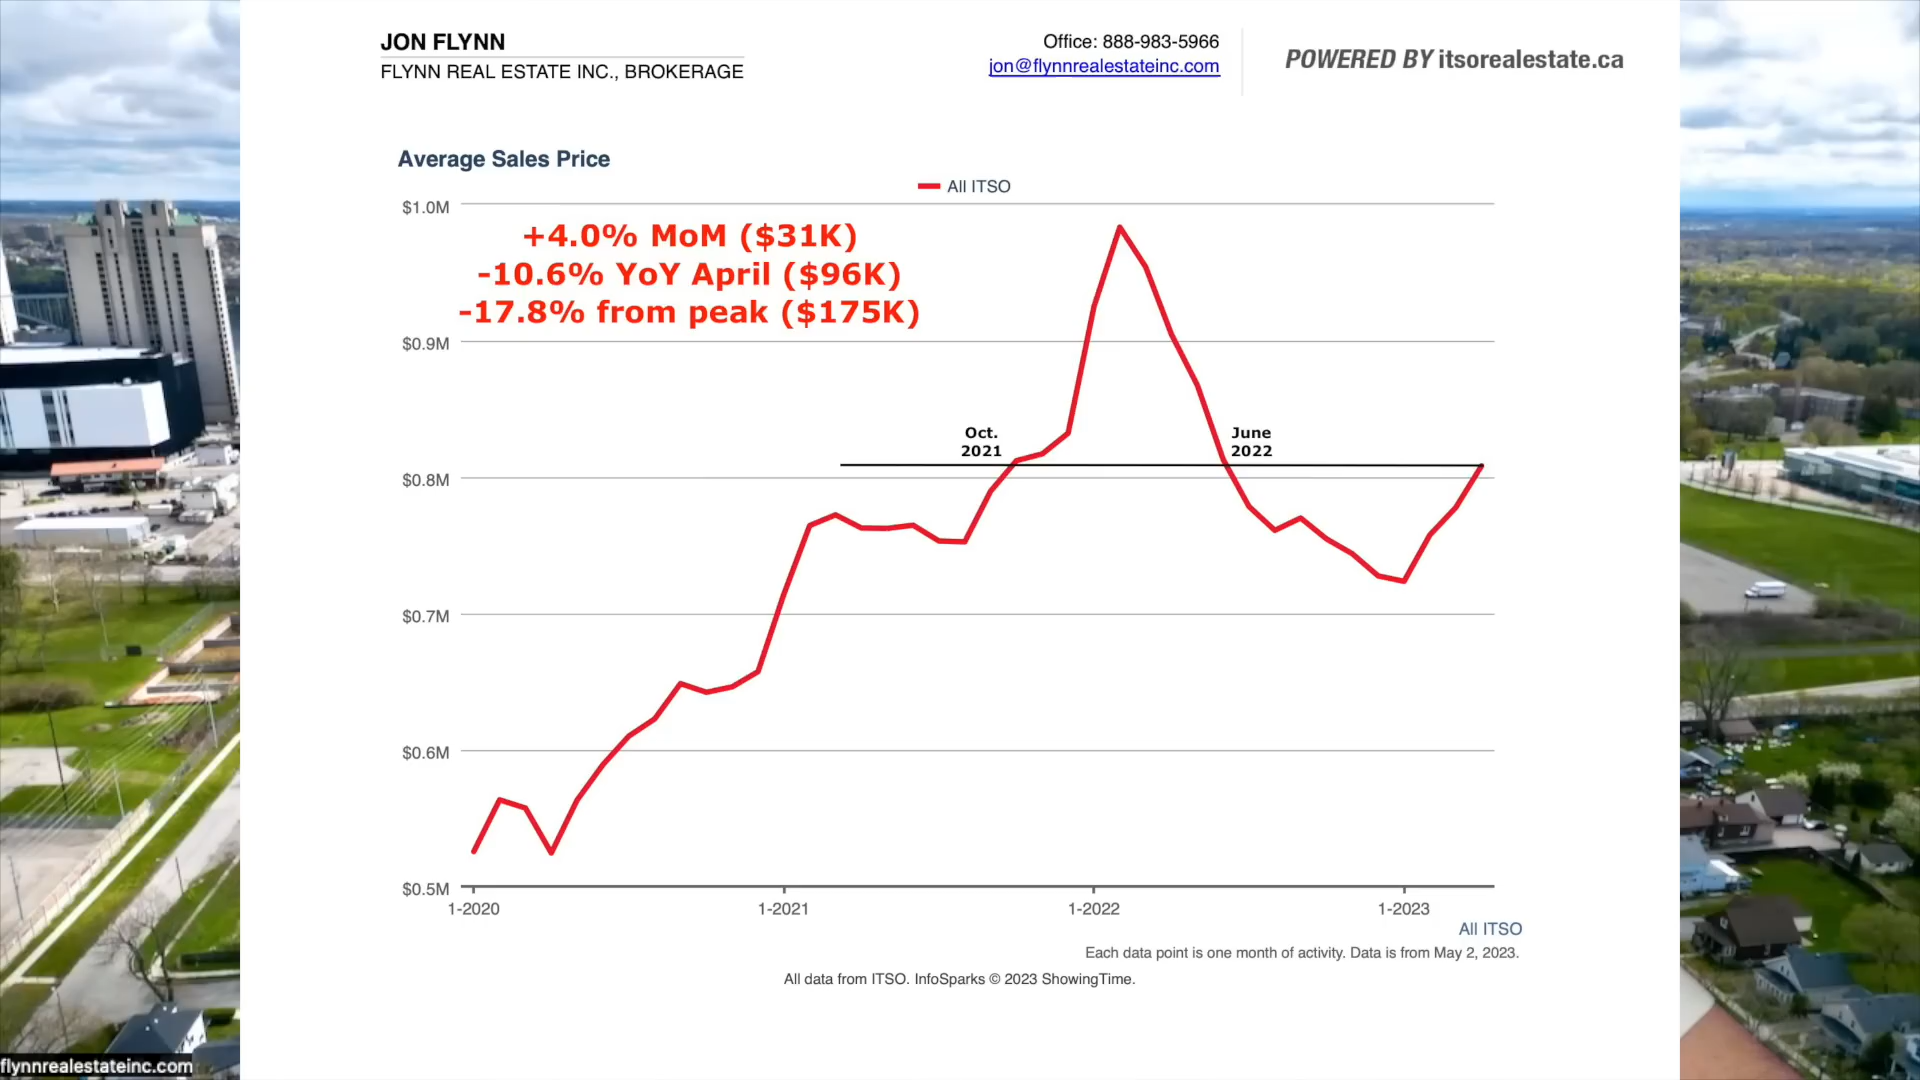 JON FLYNN
FLYNN REAL ESTATE INC., BROKERAGE
Office: 888-983-5966
jon@flynnrealestateinc.com
POWERED BY itsorealestate.ca
Average Sales Price
All ITSO
+4.0% MoM ($31K)
-10.6% YoY April ($96K)
-17.8% from peak ($175K)
$1.0M
$0.9M
$0.8M
$0.7M
$0.6M
$0.5M
Oct.
2021
June
2022
1-2020
1-2021
1-2022
1-2023
All ITSO
Each data point is one month of activity. Data is from May 2, 2023.
All data from ITSO. InfoSparks © 2023 ShowingTime.
flynnrealestateinc.com